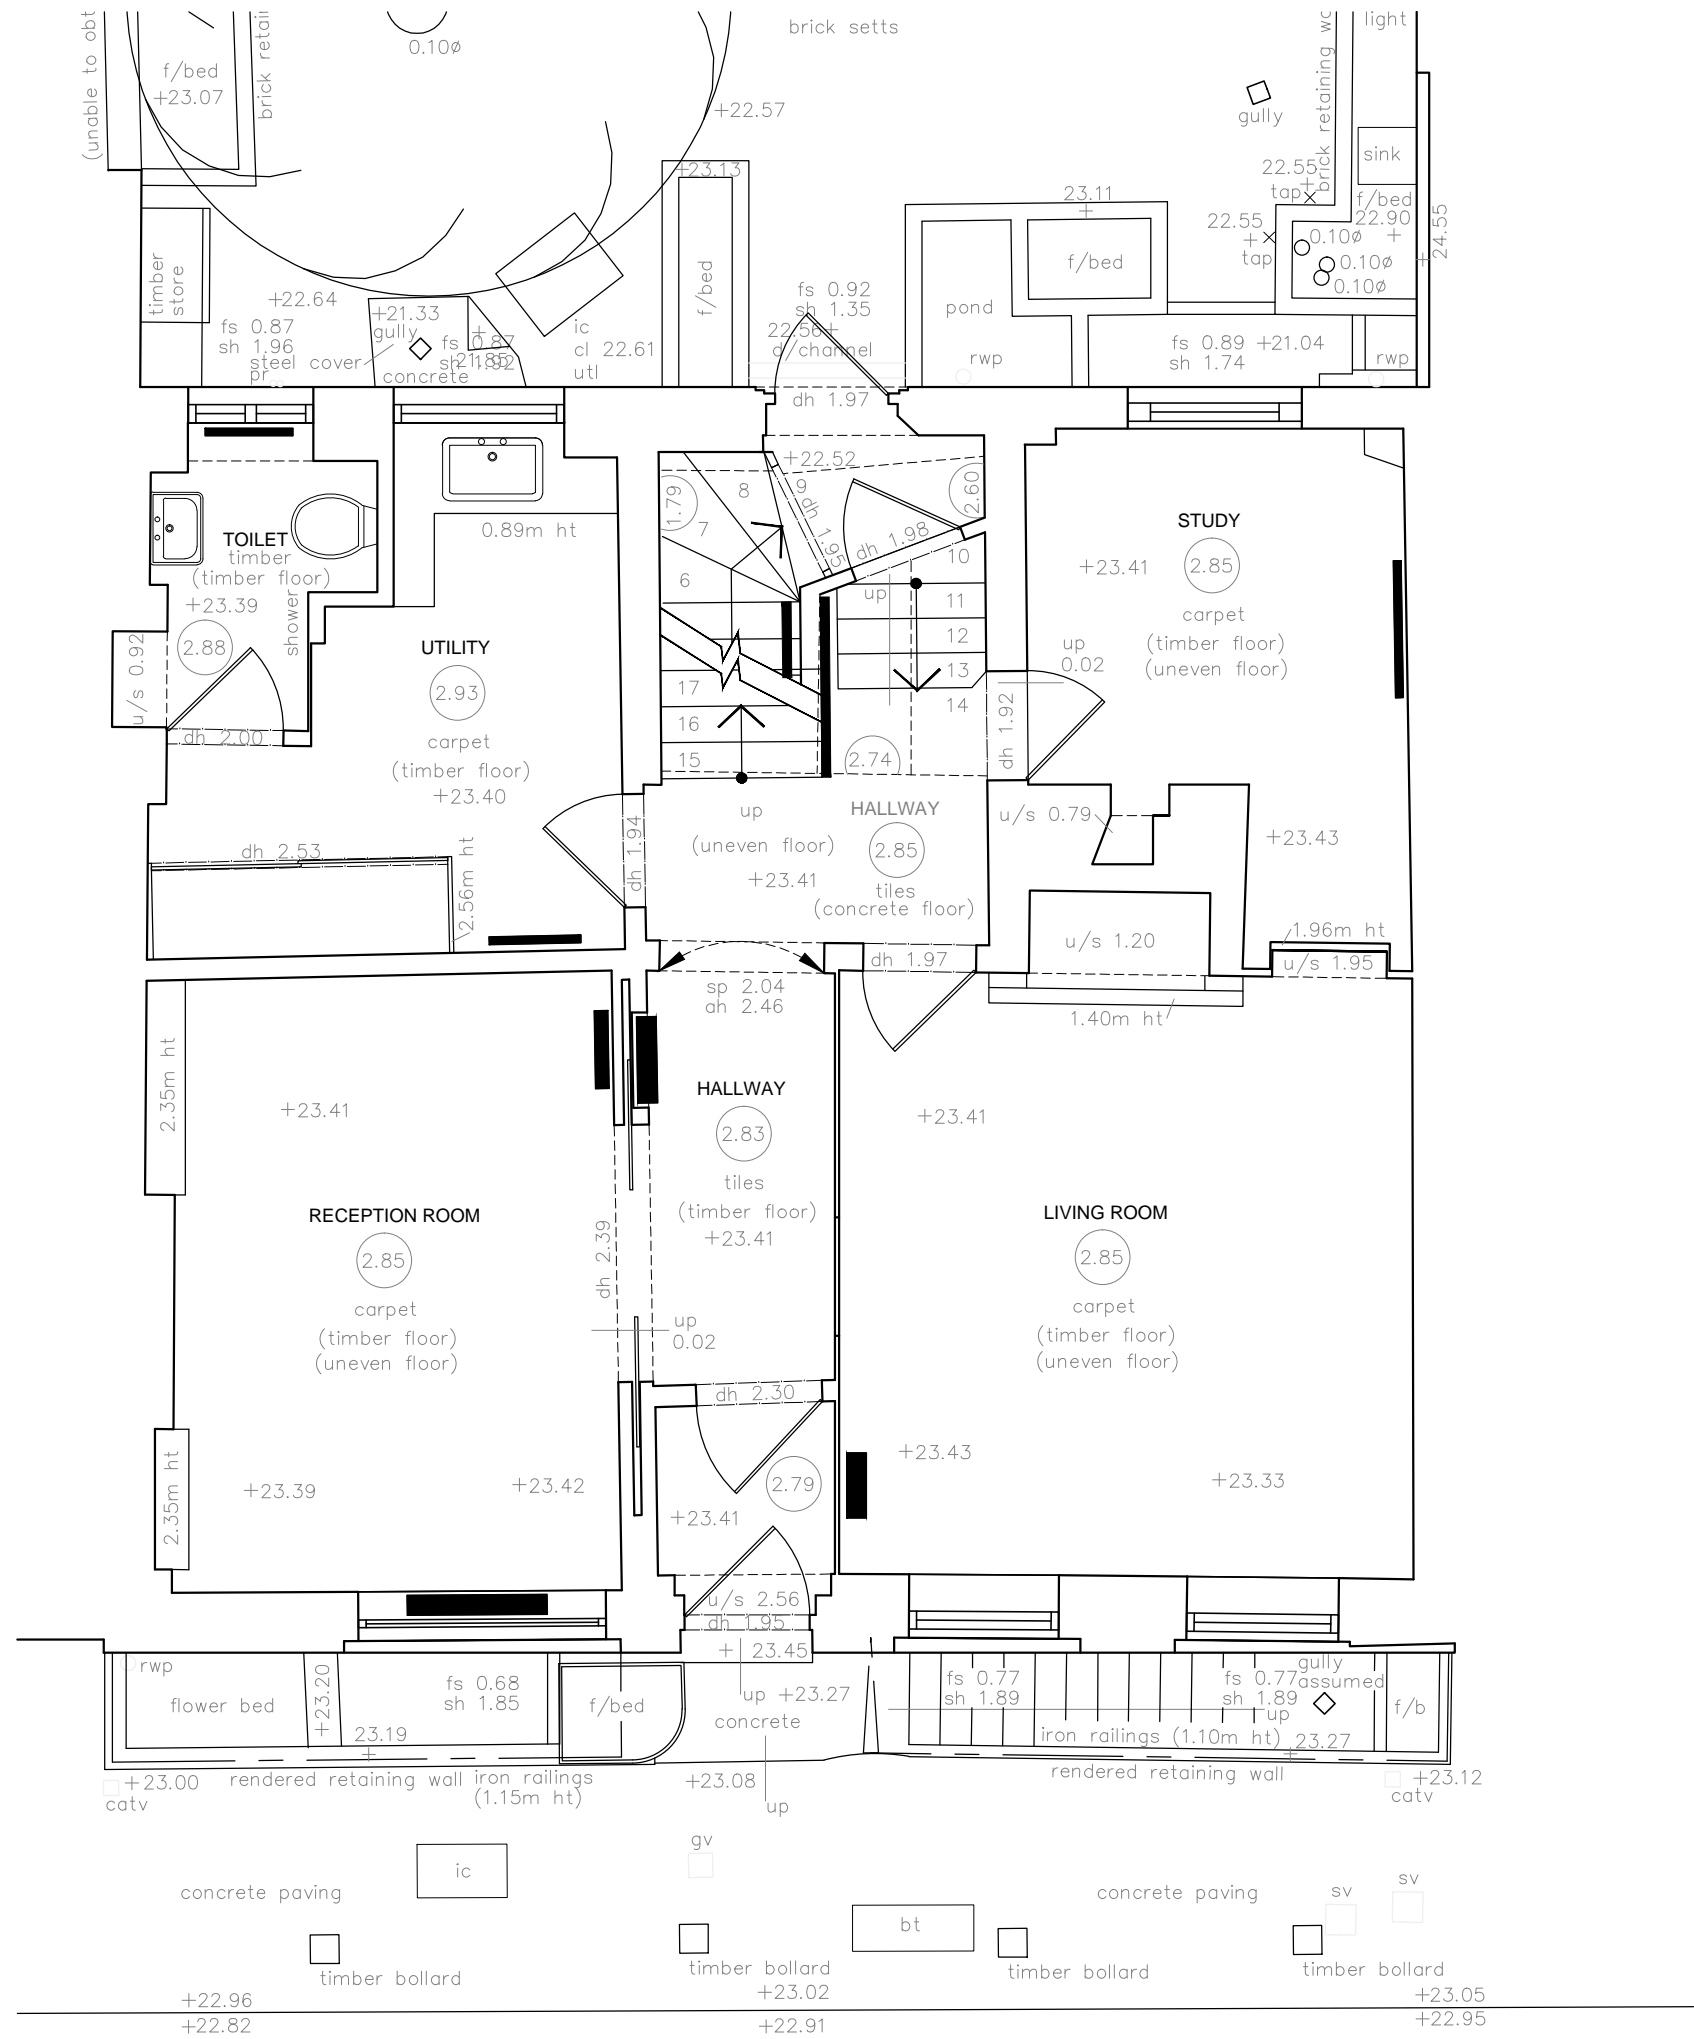 (unable to obt
f/bed
+23.07
brick retai
0.10ø
brick setts
+22.57
light
gully
brick retaining wa
sink
22.55
tap
f/bed
22.90
22.55
tap
0.10ø
0.10ø
0.10ø
24.55
+23.13
f/bed
23.11
f/bed
pond
rwp
timber
store
+22.64
+21.33
gully
fs 0.87
sh 1.96
steel cover
pr
concrete
fs 0.87
sh 1.92
21.85
ic
cl 22.61
utl
fs 0.92
sh 1.35
22.56+
d/channel
dh 1.97
fs 0.89 +21.04
sh 1.74
rwp
+22.52
2.60
1.79
8
9
7
6
dh 1.95
dh 1.98
10
11
12
13
14
up
17
16
15
TOILET
timber
(timber floor)
+23.39
2.88
shower
u/s 0.92
dh 2.00
0.89m ht
UTILITY
2.93
carpet
(timber floor)
+23.40
dh 2.53
2.56m ht
dh 1.94
STUDY
+23.41
2.85
carpet
(timber floor)
(uneven floor)
up
0.02
dh 1.92
2.74
up
(uneven floor)
+23.41
HALLWAY
2.85
tiles
(concrete floor)
u/s 0.79
+23.43
u/s 1.20
1.96m ht
u/s 1.95
dh 1.97
1.40m ht
sp 2.04
ah 2.46
2.35m ht
+23.41
HALLWAY
2.83
tiles
(timber floor)
+23.41
+23.41
RECEPTION ROOM
2.85
carpet
(timber floor)
(uneven floor)
dh 2.39
up
0.02
LIVING ROOM
2.85
carpet
(timber floor)
(uneven floor)
dh 2.30
2.35m ht
+23.39
+23.42
2.79
+23.41
+23.43
+23.33
u/s 2.56
dh 1.95
+ 23.45
rwp
flower bed
+23.20
fs 0.68
sh 1.85
f/bed
up +23.27
concrete
fs 0.77
sh 1.89
fs 0.77
sh 1.89
gully
assumed
up
f/b
23.19
iron railings (1.10m ht)
23.27
+23.00
catv
rendered retaining wall
iron railings
(1.15m ht)
+23.08
up
rendered retaining wall
+23.12
catv
ic
gv
concrete paving
bt
concrete paving
sv
sv
timber bollard
timber bollard
timber bollard
timber bollard
+22.96
+23.02
+23.05
+22.82
+22.91
+22.95